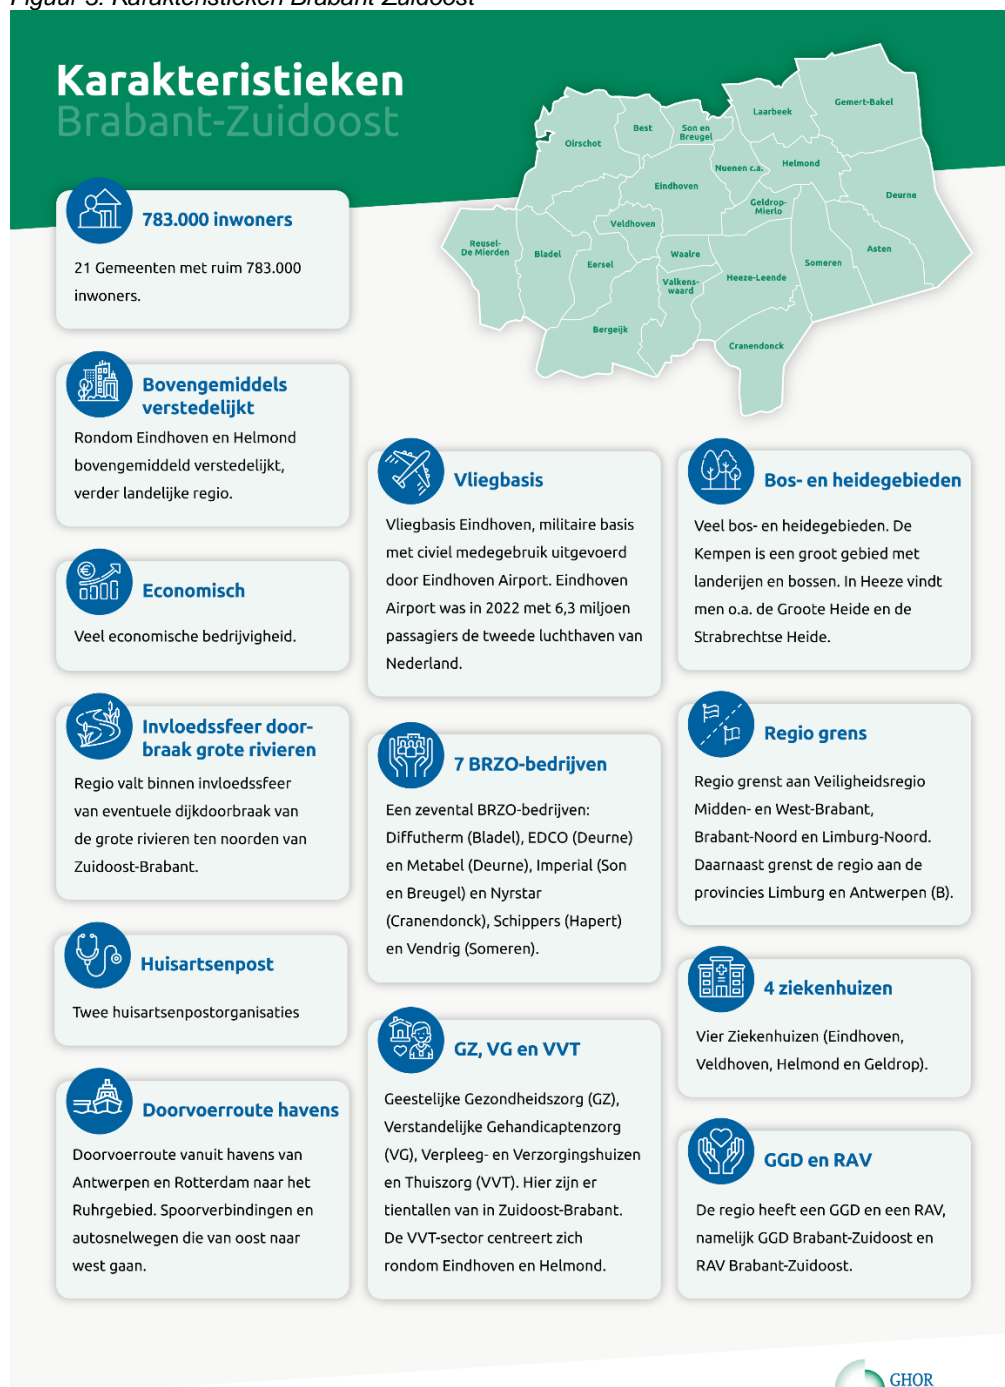 Figuur 3: Karakteristieken Brabant-Zuidoost
Karakteristieken
Brabant-Zuidoost
Gemert-Bakel
Laarbeek
Best
Son en
Breugel
Oirschot
Nuenen c.a.
Helmond
Eindhoven
Deurne
Geldrop-
Mierlo
Veldhoven
Reusel-
De Mierden
Bladel
Eersel
Waalre
Someren
Asten
Valkens-
waard
Heeze-Leende
Bergeijk
Cranendonck
783.000 inwoners
21 Gemeenten met ruim 783.000
inwoners.
Bovengemiddels
verstedelijkt
Rondom Eindhoven en Helmond
bovengemiddeld verstedelijkt,
verder landelijke regio.
Economisch
Veel economische bedrijvigheid.
Invloedssfeer door-
braak grote rivieren
Regio valt binnen invloedssfeer
van eventuele dijkdoorbraak van
de grote rivieren ten noorden van
Zuidoost-Brabant.
Huisartsenpost
Twee huisartsenpostorganisaties
Doorvoerroute havens
Doorvoerroute vanuit havens van
Antwerpen en Rotterdam naar het
Ruhrgebied. Spoorverbindingen en
autosnelwegen die van oost naar
west gaan.
Vliegbasis
Vliegbasis Eindhoven, militaire basis
met civiel medegebruik uitgevoerd
door Eindhoven Airport. Eindhoven
Airport was in 2022 met 6,3 miljoen
passagiers de tweede luchthaven van
Nederland.
7 BRZO-bedrijven
Een zevental BRZO-bedrijven:
Diffutherm (Bladel), EDCO (Deurne)
en Metabel (Deurne), Imperial (Son
en Breugel) en Nyrstar
(Cranendonck), Schippers (Hapert)
en Vendrig (Someren).
GZ, VG en VVT
Geestelijke Gezondheidszorg (GZ),
Verstandelijke Gehandicaptenzorg
(VG), Verpleeg- en Verzorgingshuizen
en Thuiszorg (VVT). Hier zijn er
tientallen van in Zuidoost-Brabant.
De VVT-sector centreert zich
rondom Eindhoven en Helmond.
Bos- en heidegebieden
Veel bos- en heidegebieden. De
Kempen is een groot gebied met
landerijen en bossen. In Heeze vindt
men o.a. de Groote Heide en de
Strabrechtse Heide.
Regio grens
Regio grenst aan Veiligheidsregio
Midden- en West-Brabant,
Brabant-Noord en Limburg-Noord.
Daarnaast grenst de regio aan de
provincies Limburg en Antwerpen (B).
4 ziekenhuizen
Vier Ziekenhuizen (Eindhoven,
Veldhoven, Helmond en Geldrop).
GGD en RAV
De regio heeft een GGD en een RAV,
namelijk GGD Brabant-Zuidoost en
RAV Brabant-Zuidoost.
GHOR